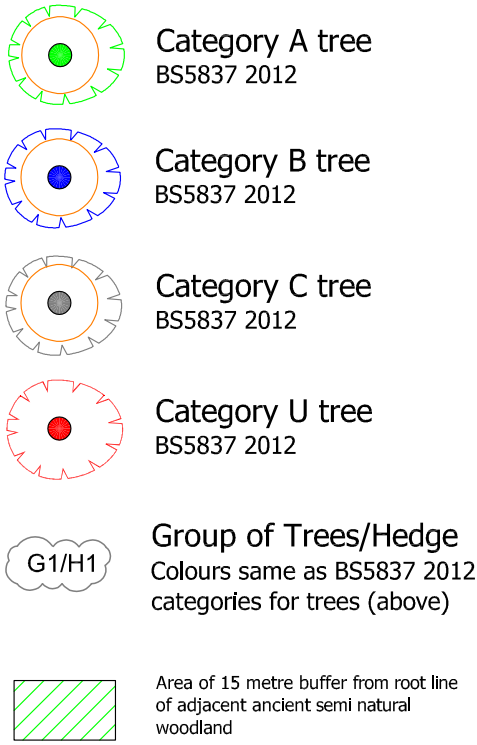 Category A tree
BS5837 2012
Category B tree
BS5837 2012
Category C tree
BS5837 2012
Category U tree
BS5837 2012
G1/H1
Group of Trees/Hedge
Colours same as BS5837 2012
categories for trees (above)
Area of 15 metre buffer from root line
of adjacent ancient semi natural
woodland